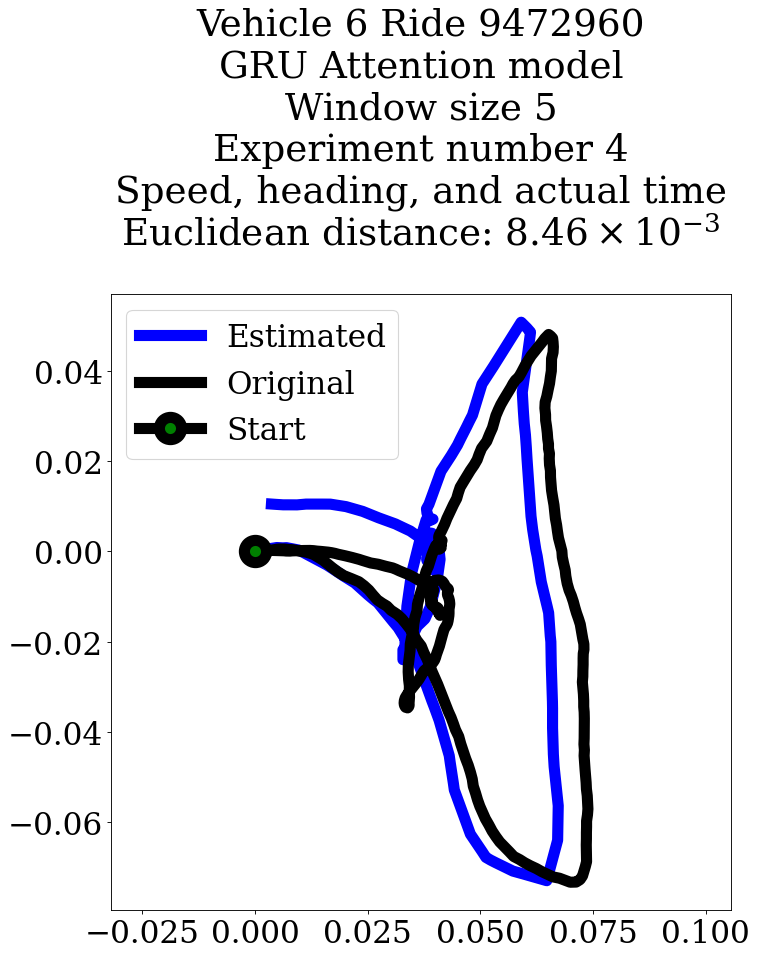 Vehicle 6 Ride 9472960
GRU Attention model
Window size 5
Experiment number 4
Speed, heading, and actual time
Euclidean distance: 8.46 × 10⁻³
Estimated
Original
Start
0.04
0.02
0.00
−0.02
−0.04
−0.06
−0.025 0.000 0.025 0.050 0.075 0.100